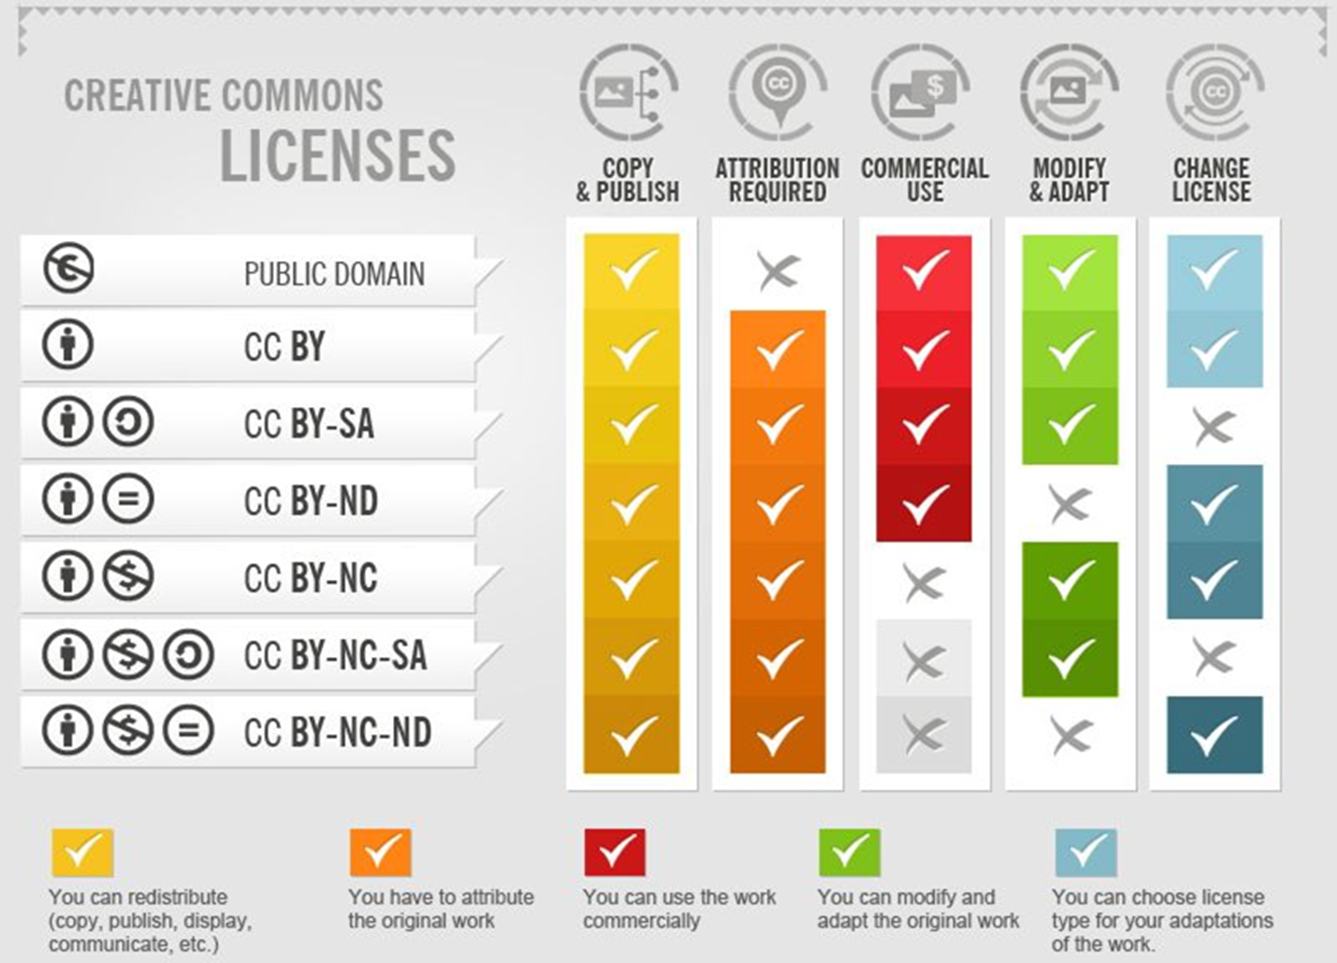 CREATIVE COMMONS
LICENSES
COPY
& PUBLISH
ATTRIBUTION
REQUIRED
COMMERCIAL
USE
MODIFY
& ADAPT
CHANGE
LICENSE
PUBLIC DOMAIN
CC BY
CC BY-SA
CC BY-ND
CC BY-NC
CC BY-NC-SA
CC BY-NC-ND
You can redistribute
(copy, publish, display,
communicate, etc.)
You have to attribute
the original work
You can use the work
commercially
You can modify and
adapt the original work
You can choose license
type for your adaptations
of the work.